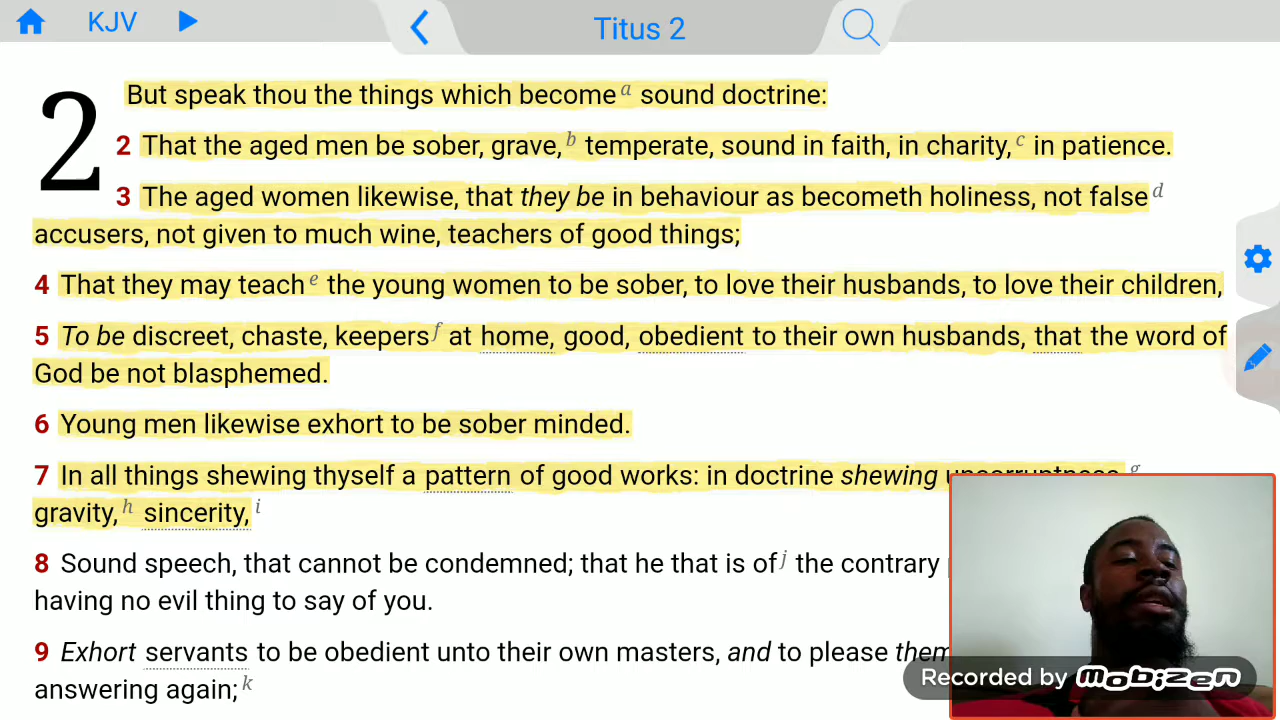 KJV
Titus 2
2 But speak thou the things which become a sound doctrine:
2 That the aged men be sober, grave, b temperate, sound in faith, in charity, c in patience.
3 The aged women likewise, that they be in behaviour as becometh holiness, not false d
accusers, not given to much wine, teachers of good things;
4 That they may teach e the young women to be sober, to love their husbands, to love their children,
5 To be discreet, chaste, keepers f at home, good, obedient to their own husbands, that the word of
God be not blasphemed.
6 Young men likewise exhort to be sober minded.
7 In all things shewing thyself a pattern of good works: in doctrine shewing g
gravity, h sincerity, i
8 Sound speech, that cannot be condemned; that he that is of j the contrary
having no evil thing to say of you.
9 Exhort servants to be obedient unto their own masters, and to please them
answering again; k
Recorded by MOBIZEN